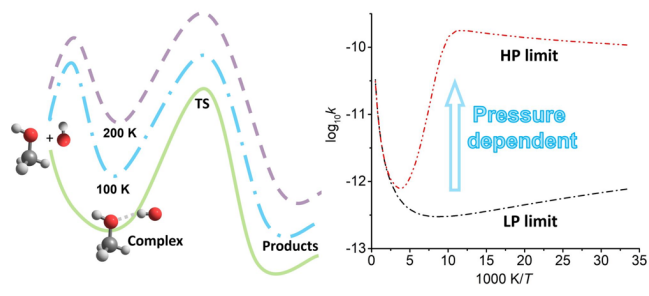 +
200 K
100 K
TS
Complex
Products
log₁₀k
-10
-11
-12
-13
HP limit
Pressure
dependent
LP limit
0 5 10 15 20 25 30 35
1000 K/T